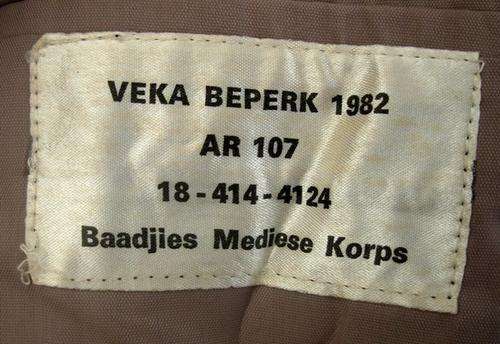 VEKA BEPERK 1982
AR 107
18-414-4124
Baadjies Mediese Korps